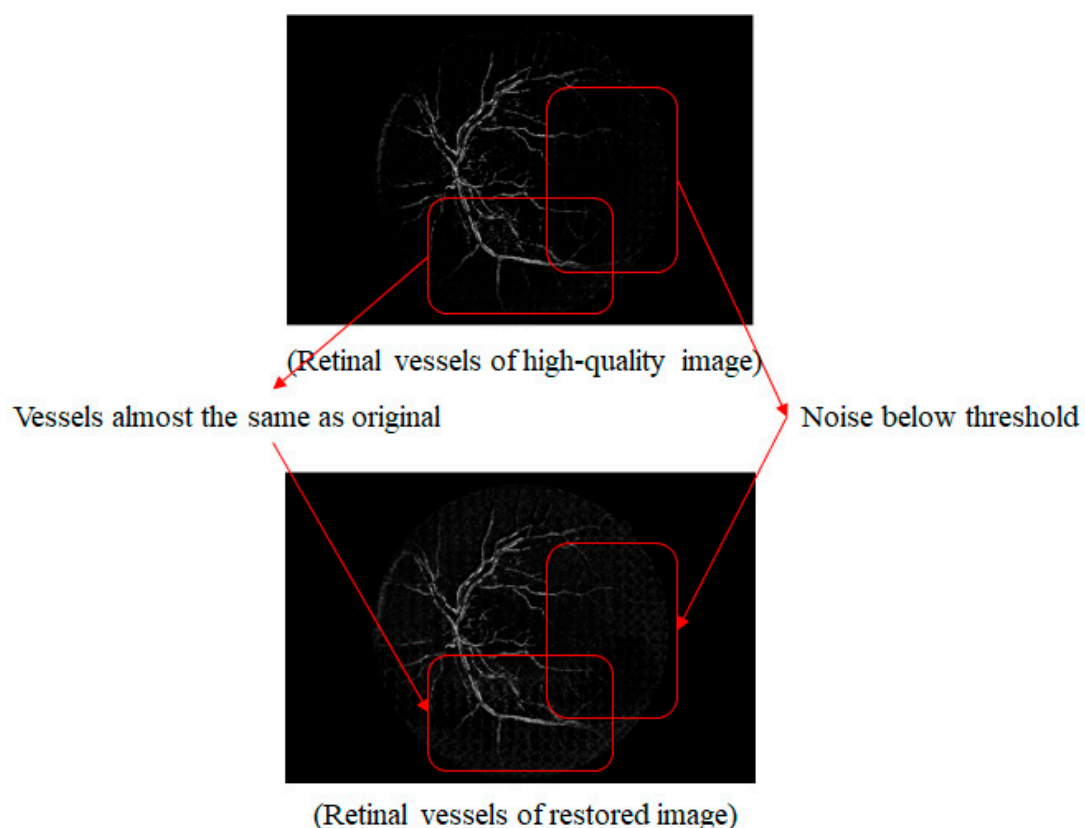 (Retinal vessels of high-quality image)
Vessels almost the same as original
Noise below threshold
(Retinal vessels of restored image)